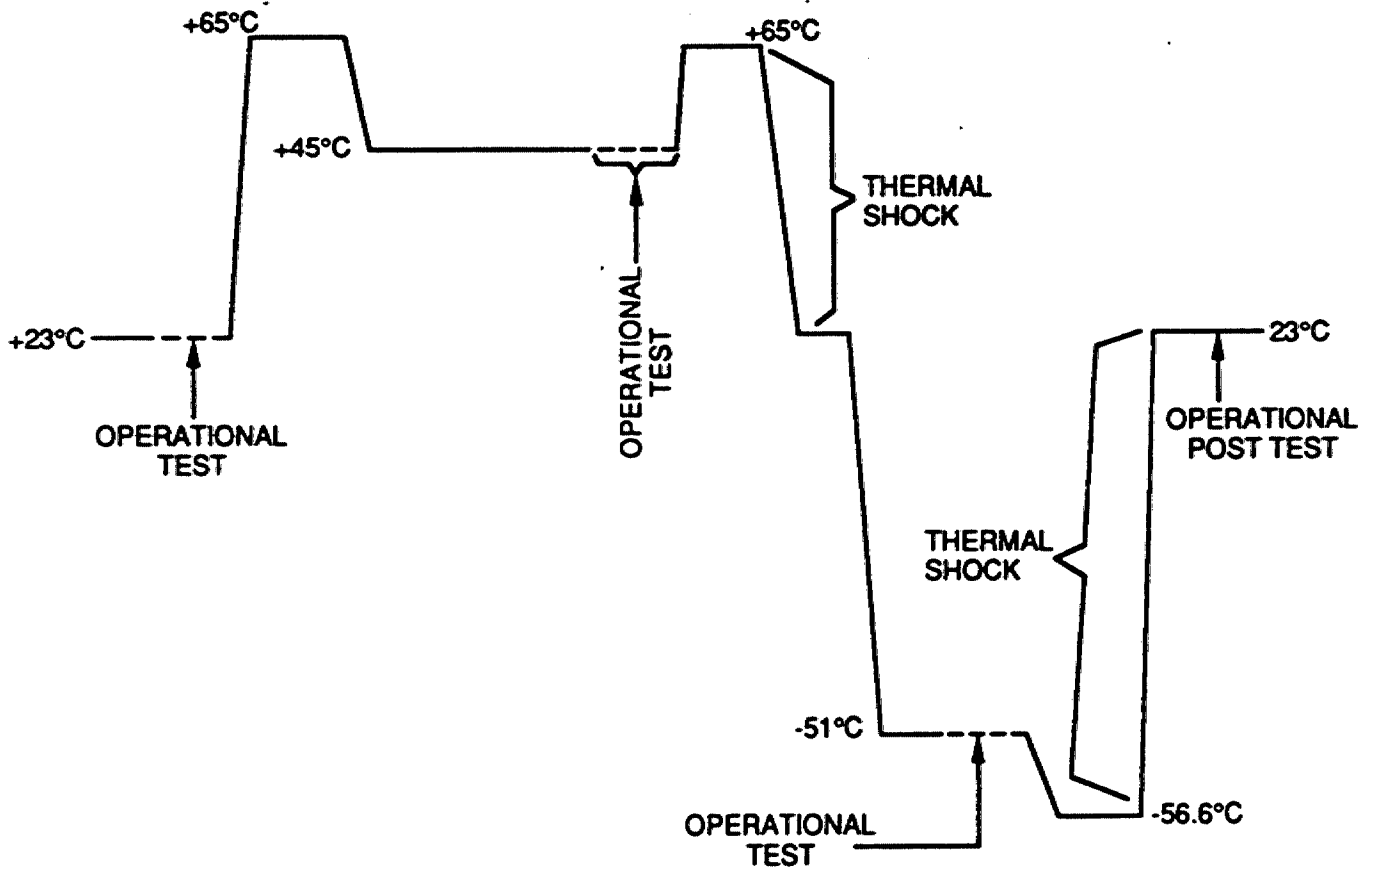 +65°C
+65°C
+45°C
THERMAL
SHOCK
+23°C
OPERATIONAL
TEST
OPERATIONAL
TEST
23°C
OPERATIONAL
POST TEST
THERMAL
SHOCK
-51°C
OPERATIONAL
TEST
-56.6°C